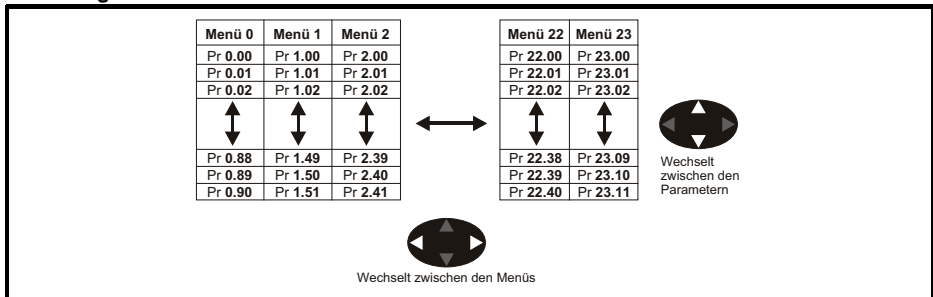 Menü 0 Menü 1 Menü 2 Menü 22 Menü 23
Pr 0.00 Pr 1.00 Pr 2.00 Pr 22.00 Pr 23.00
Pr 0.01 Pr 1.01 Pr 2.01 Pr 22.01 Pr 23.01
Pr 0.02 Pr 1.02 Pr 2.02 Pr 22.02 Pr 23.02
Pr 0.88 Pr 1.49 Pr 2.39 Pr 22.38 Pr 23.09
Pr 0.89 Pr 1.50 Pr 2.40 Pr 22.39 Pr 23.10
Pr 0.90 Pr 1.51 Pr 2.41 Pr 22.40 Pr 23.11
Wechselt
zwischen den
Parametern
Wechselt zwischen den Menüs